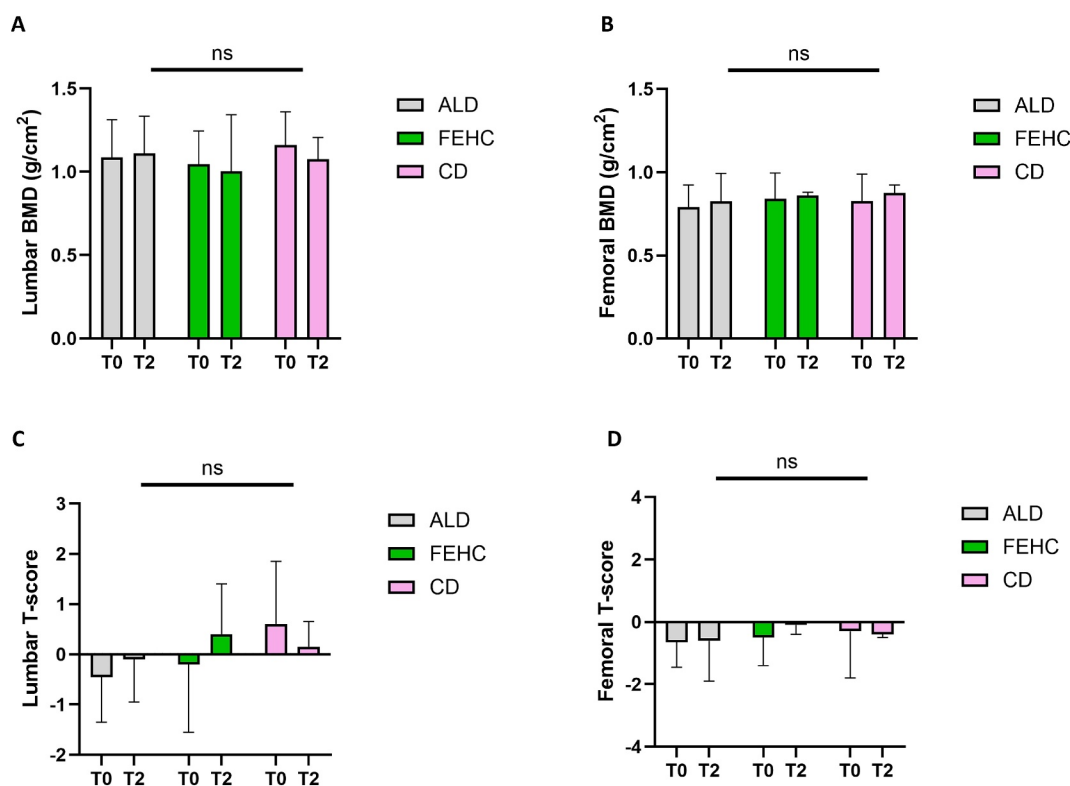 A
ns
Lumbar BMD (g/cm²)
1.5
1.0
0.5
0.0
T0 T2 T0 T2 T0 T2
ALD
FEHC
CD
B
ns
Femoral BMD (g/cm²)
1.5
1.0
0.5
0.0
T0 T2 T0 T2 T0 T2
ALD
FEHC
CD
C
ns
Lumbar T-score
3
2
1
0
-1
-2
T0 T2 T0 T2 T0 T2
ALD
FEHC
CD
D
ns
Femoral T-score
4
2
0
-2
-4
T0 T2 T0 T2 T0 T2
ALD
FEHC
CD